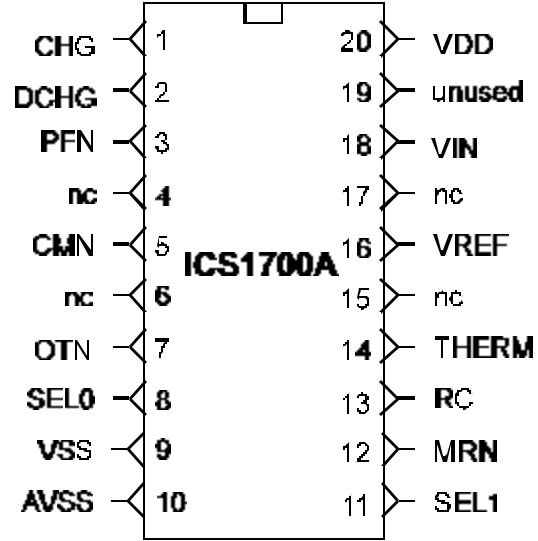 CHG 1 20 VDD
DCHG 2 19 unused
PFN 3 18 VIN
nc 4 17 nc
CMN 5 16 VREF
ICS1700A
nc 6 15 nc
OTN 7 14 THERM
SEL0 8 13 RC
VSS 9 12 MRN
AVSS 10 11 SEL1